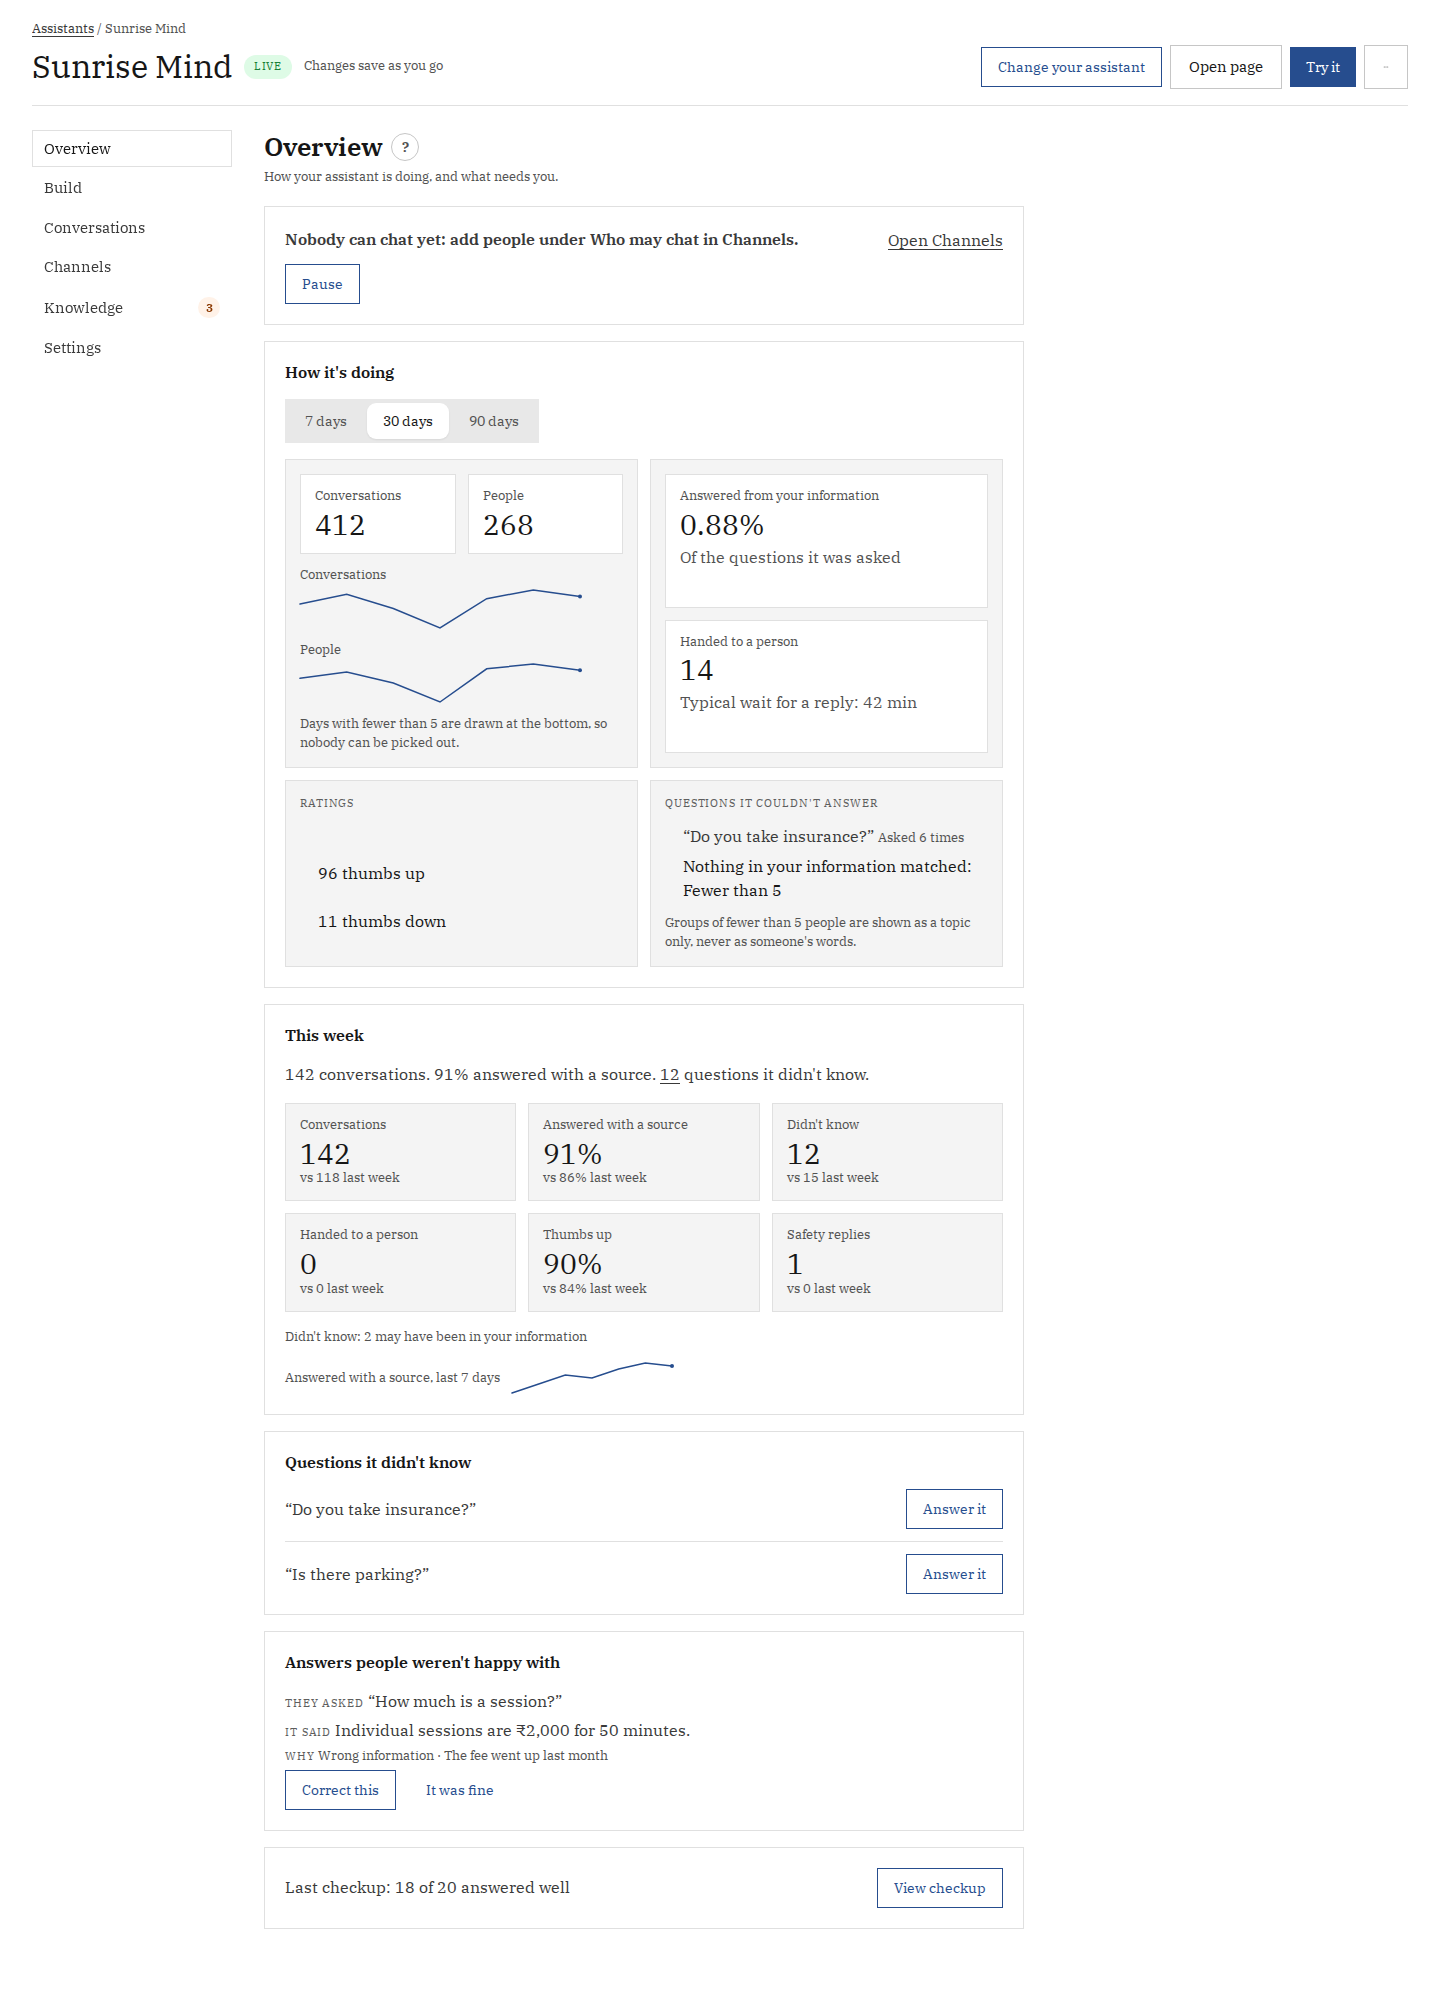 Assistants / Sunrise Mind
Sunrise Mind
LIVE
Changes save as you go
Change your assistant
Open page
Try it
Overview
Build
Conversations
Channels
Knowledge
3
Settings
Overview
?
How your assistant is doing, and what needs you.
Nobody can chat yet: add people under Who may chat in Channels.
Open Channels
Pause
How it's doing
7 days
30 days
90 days
Conversations
412
People
268
Conversations
People
Days with fewer than 5 are drawn at the bottom, so
nobody can be picked out.
Answered from your information
0.88%
Of the questions it was asked
Handed to a person
14
Typical wait for a reply: 42 min
RATINGS
96 thumbs up
11 thumbs down
QUESTIONS IT COULDN'T ANSWER
“Do you take insurance?” Asked 6 times
Nothing in your information matched:
Fewer than 5
Groups of fewer than 5 people are shown as a topic
only, never as someone's words.
This week
142 conversations. 91% answered with a source. 12 questions it didn't know.
Conversations
142
vs 118 last week
Answered with a source
91%
vs 86% last week
Didn't know
12
vs 15 last week
Handed to a person
0
vs 0 last week
Thumbs up
90%
vs 84% last week
Safety replies
1
vs 0 last week
Didn't know: 2 may have been in your information
Answered with a source, last 7 days
Questions it didn't know
“Do you take insurance?”
Answer it
“Is there parking?”
Answer it
Answers people weren't happy with
THEY ASKED “How much is a session?”
IT SAID Individual sessions are ₹2,000 for 50 minutes.
WHY Wrong information · The fee went up last month
Correct this
It was fine
Last checkup: 18 of 20 answered well
View checkup